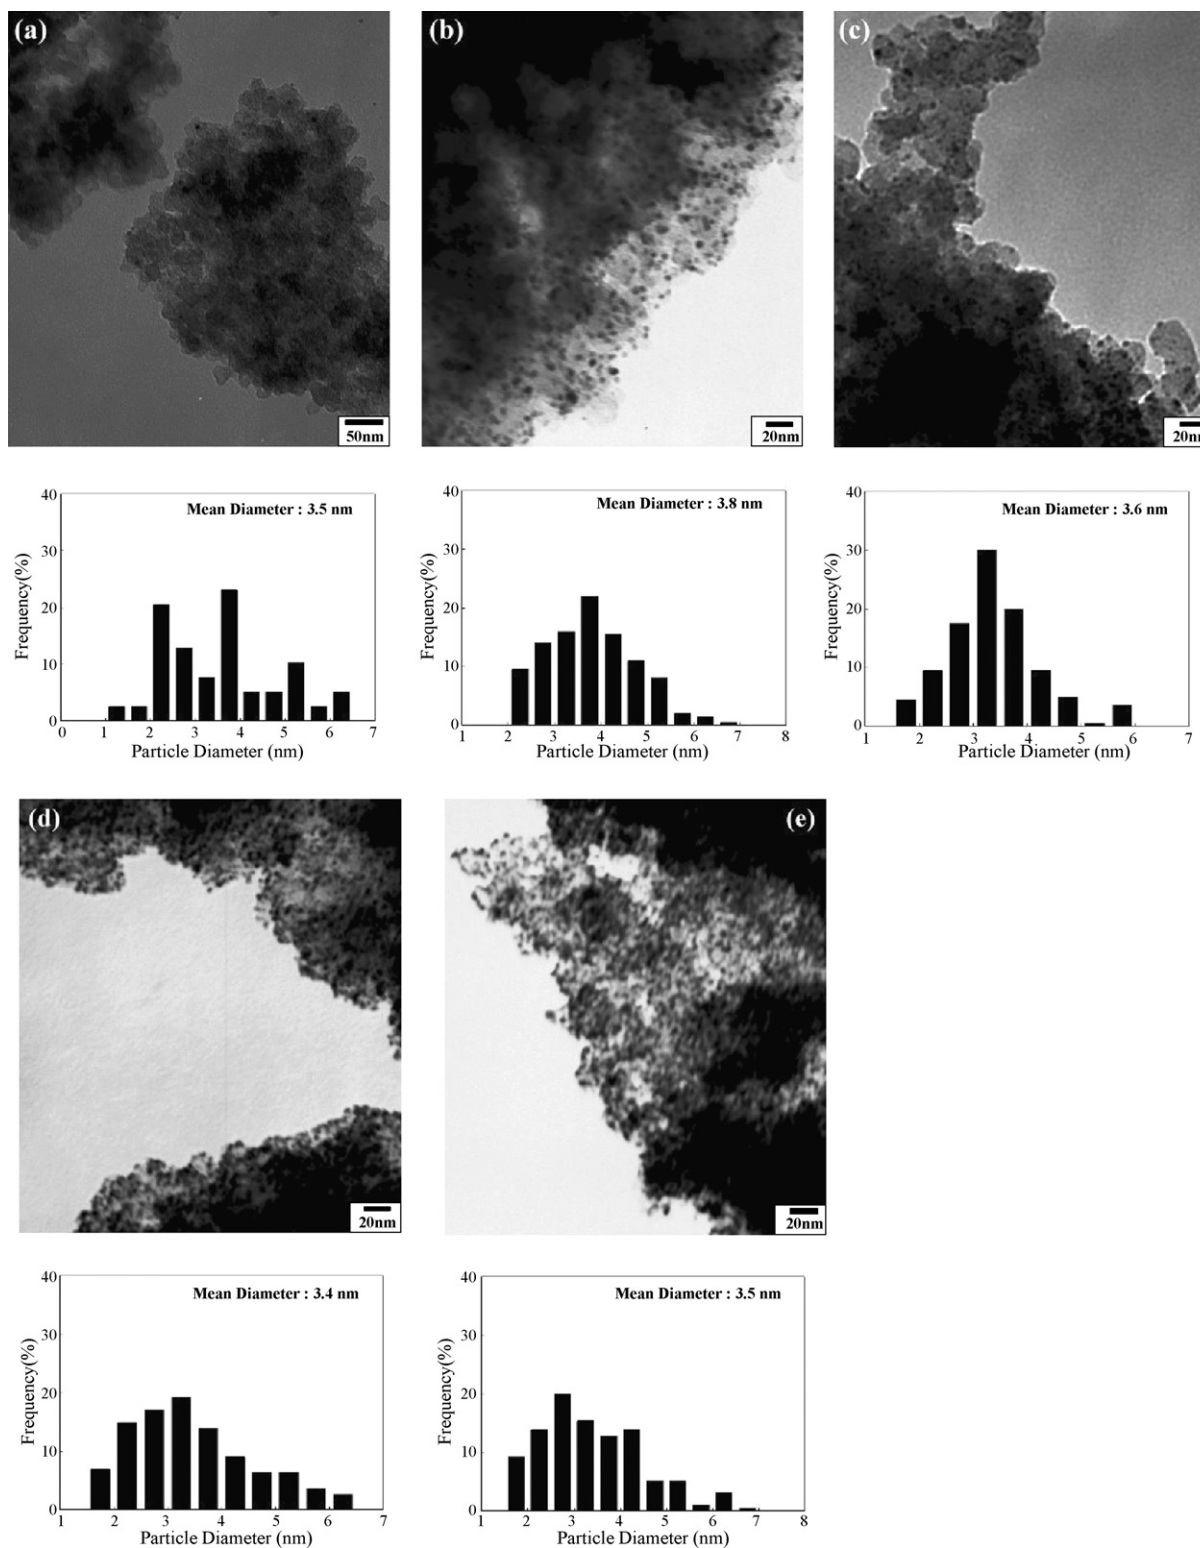 (a)
(b)
(c)
50nm
20nm
20nm
Mean Diameter : 3.5 nm
40
30
20
10
0
Frequency(%)
0 1 2 3 4 5 6 7
Particle Diameter (nm)
Mean Diameter : 3.8 nm
40
30
20
10
0
Frequency(%)
1 2 3 4 5 6 7 8
Particle Diameter (nm)
Mean Diameter : 3.6 nm
40
30
20
10
0
Frequency(%)
1 2 3 4 5 6 7
Particle Diameter (nm)
(d)
(e)
20nm
20nm
Mean Diameter : 3.4 nm
40
30
20
10
0
Frequency(%)
1 2 3 4 5 6 7
Particle Diameter (nm)
Mean Diameter : 3.5 nm
40
30
20
10
0
Frequency(%)
1 2 3 4 5 6 7 8
Particle Diameter (nm)